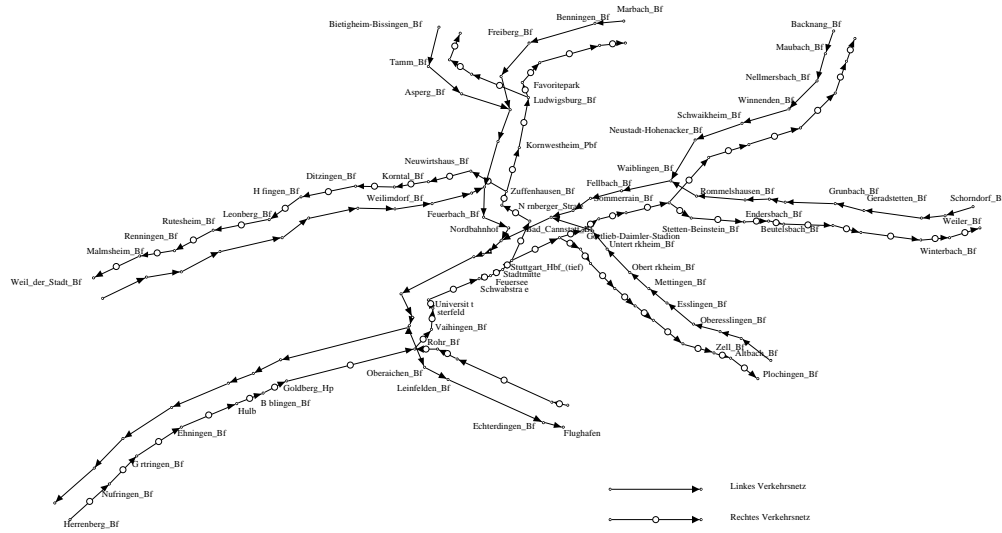 Marbach_Bf
Bietigheim-Bissingen_Bf
Benningen_Bf
Backnang_Bf
Freiberg_Bf
Maubach_Bf
Tamm_Bf
Nellmersbach_Bf
Asperg_Bf
Favoritepark
Ludwigsburg_Bf
Winnenden_Bf
Schwaikheim_Bf
Neustadt-Hohenacker_Bf
Kornwestheim_Pbf
Neuwirtshaus_Bf
Waiblingen_Bf
Ditzingen_Bf
Korntal_Bf
Zuffenhausen_Bf
Fellbach_Bf
Rommelshausen_Bf
Grunbach_Bf
H fingen_Bf
Weilimdorf_Bf
Sommerrain_Bf
Geradstetten_Bf
Schorndorf_B
N rnberger_Stra
Leonberg_Bf
Feuerbach_Bf
Endersbach_Bf
Weiler_Bf
Rutesheim_Bf
Nordbahnhof
Bad_Cannstatt_Bf
Stetten-Beinstein_Bf
Beutelsbach_Bf
Renningen_Bf
Gottlieb-Daimler-Stadion
Untert rkheim_Bf
Winterbach_Bf
Malmsheim_Bf
Stuttgart_Hbf_(tief)
Obert rkheim_Bf
Weil_der_Stadt_Bf
Stadtmitte
Feuersee
Mettingen_Bf
Schwabstra e
Universit t
Esslingen_Bf
sterfeld
Oberesslingen_Bf
Vaihingen_Bf
Rohr_Bf
Zell_Bf
Altbach_Bf
Oberaichen_Bf
Plochingen_Bf
Goldberg_Hp
Leinfelden_Bf
B blingen_Bf
Hulb
Echterdingen_Bf
Flughafen
Ehningen_Bf
G rtringen_Bf
Nufringen_Bf
Linkes Verkehrsnetz
Herrenberg_Bf
Rechtes Verkehrsnetz